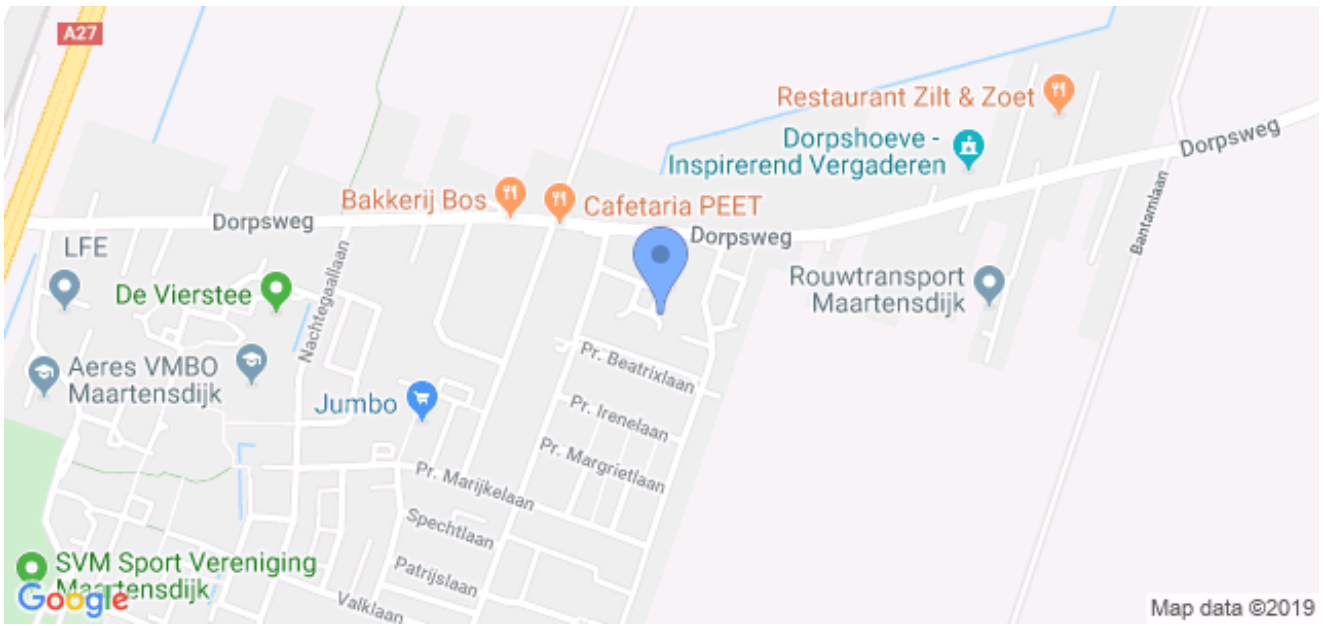 A27
Restaurant Zilt & Zoet
Dorpshoeve -
Inspirerend Vergaderen
Dorpsweg
Bakkerij Bos
Cafetaria PEET
Dorpsweg
Dorpsweg
Bantamlaan
LFE
De Vierstee
Nachtegaallaan
Rouwtransport
Maartensdijk
Aeres VMBO
Maartensdijk
Pr. Beatrixlaan
Jumbo
Pr. Irenelaan
Pr. Margrietlaan
Pr. Marijkelaan
Spechtlaan
SVM Sport Vereniging
Maartensdijk
Patrijslaan
Valklaan
Google
Map data ©2019